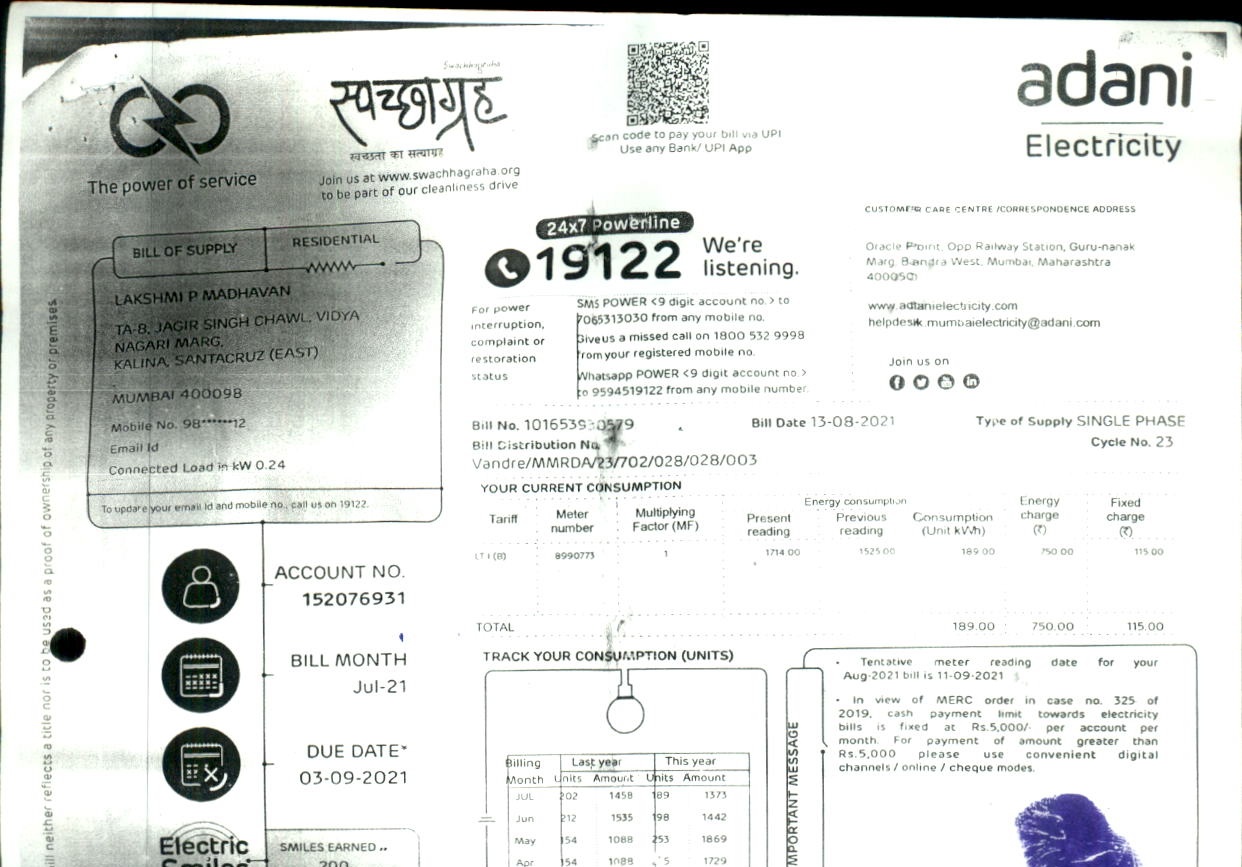 Swachhagraha
स्वच्छाग्रह
स्वच्छता का सत्याग्रह
Join us at www.swachhagraha.org
to be part of our cleanliness drive
The power of service
Scan code to pay your bill via UPI
Use any Bank/ UPI App
adani
Electricity
BILL OF SUPPLY
RESIDENTIAL
LAKSHMI P MADHAVAN
TA-8, JAGIR SINGH CHAWL, VIDYA
NAGARI MARG,
KALINA, SANTACRUZ (EAST)
.
MUMBAI 400098
Mobile No. 98******12
Email Id
Connected Load in kW 0.24
To update your email id and mobile no., call us on 19122.
24x7 Powerline
19122
We're
listening.
For power
interruption,
complaint or
restoration
status
SMS POWER <9 digit account no.> to
7065313030 from any mobile no.
Give us a missed call on 1800 532 9998
from your registered mobile no.
Whatsapp POWER <9 digit account no.>
to 9594519122 from any mobile number.
CUSTOMER CARE CENTRE /CORRESPONDENCE ADDRESS
Oracle Point, Opp Railway Station, Guru-nanak
Marg, Bandra West, Mumbai, Maharashtra
400050
www.adanielectricity.com
helpdesk.mumbaielectricity@adani.com
Join us on
Bill No.
Bill Date 13-08-2021
Type of Supply SINGLE PHASE
Bill Distribution No.
Cycle No. 23
Vandre/MMRDA/23/702/028/028/003
YOUR CURRENT CONSUMPTION
Energy consumption
Tariff Meter number Multiplying Factor (MF) Present reading Previous reading Consumption (Unit kWh) Energy charge (₹) Fixed charge (₹)
LT I (B) 8990773 1 1714.00 1525.00 189.00 750.00 115.00
TOTAL 189.00 750.00 115.00
ACCOUNT NO.
152076931
BILL MONTH
Jul-21
DUE DATE*
03-09-2021
Electric
Smiles
SMILES EARNED ..
200
TRACK YOUR CONSUMPTION (UNITS)
Billing Last year This year
Month Units Amount Units Amount
JUL 202 1458 189 1373
Jun 212 1535 198 1442
May 154 1088 253 1869
Apr 154 1088 1729
IMPORTANT MESSAGE
• Tentative meter reading date for your
Aug-2021 bill is 11-09-2021
• In view of MERC order in case no. 325 of
2019, cash payment limit towards electricity
bills is fixed at Rs.5,000/- per account per
month. For payment of amount greater than
Rs.5,000 please use convenient digital
channels / online / cheque modes.
ill neither reflects a title nor is to be used as a proof of ownership of any property or premises